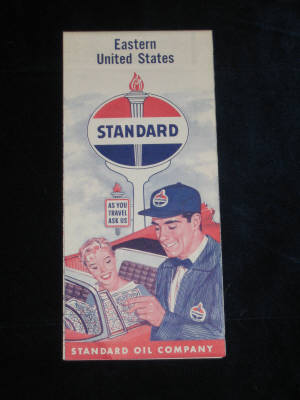 Eastern
United States
STANDARD
AS YOU
TRAVEL
ASK US
STANDARD OIL COMPANY